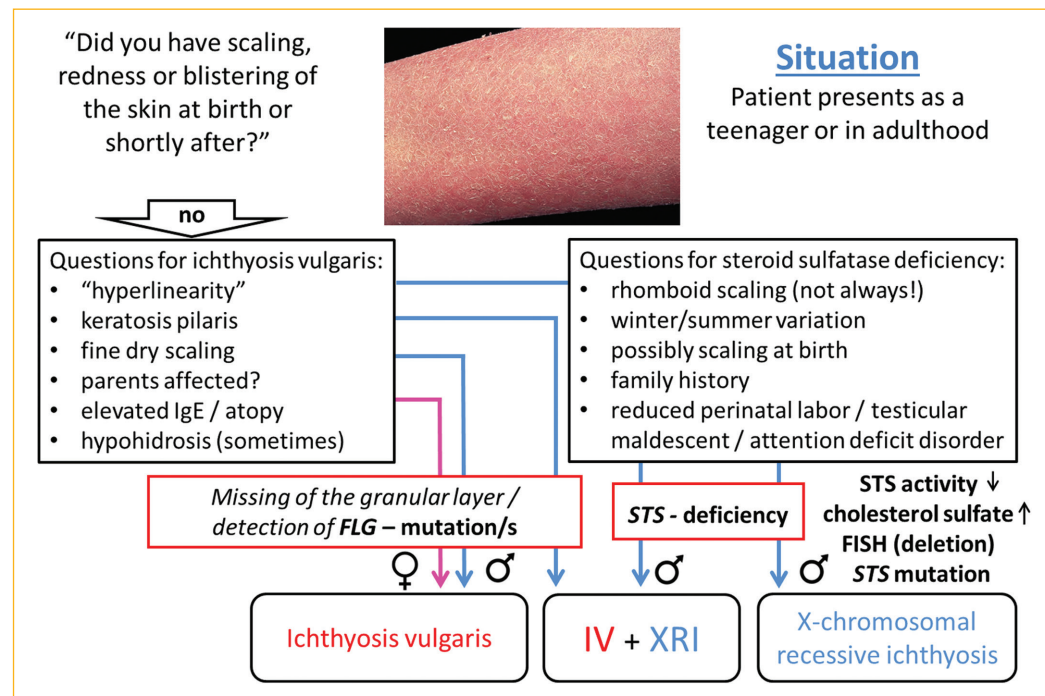 “Did you have scaling,
redness or blistering of
the skin at birth or
shortly after?”
Situation
Patient presents as a
teenager or in adulthood
no
Questions for ichthyosis vulgaris:
• “hyperlinearity”
• keratosis pilaris
• fine dry scaling
• parents affected?
• elevated IgE / atopy
• hypohidrosis (sometimes)
Questions for steroid sulfatase deficiency:
• rhomboid scaling (not always!)
• winter/summer variation
• possibly scaling at birth
• family history
• reduced perinatal labor / testicular
maldescent / attention deficit disorder
Missing of the granular layer /
detection of FLG – mutation/s
STS - deficiency
STS activity ↓
cholesterol sulfate ↑
FISH (deletion)
STS mutation
♀ ♂ ♂ ♂
Ichthyosis vulgaris
IV + XRI
X-chromosomal
recessive ichthyosis